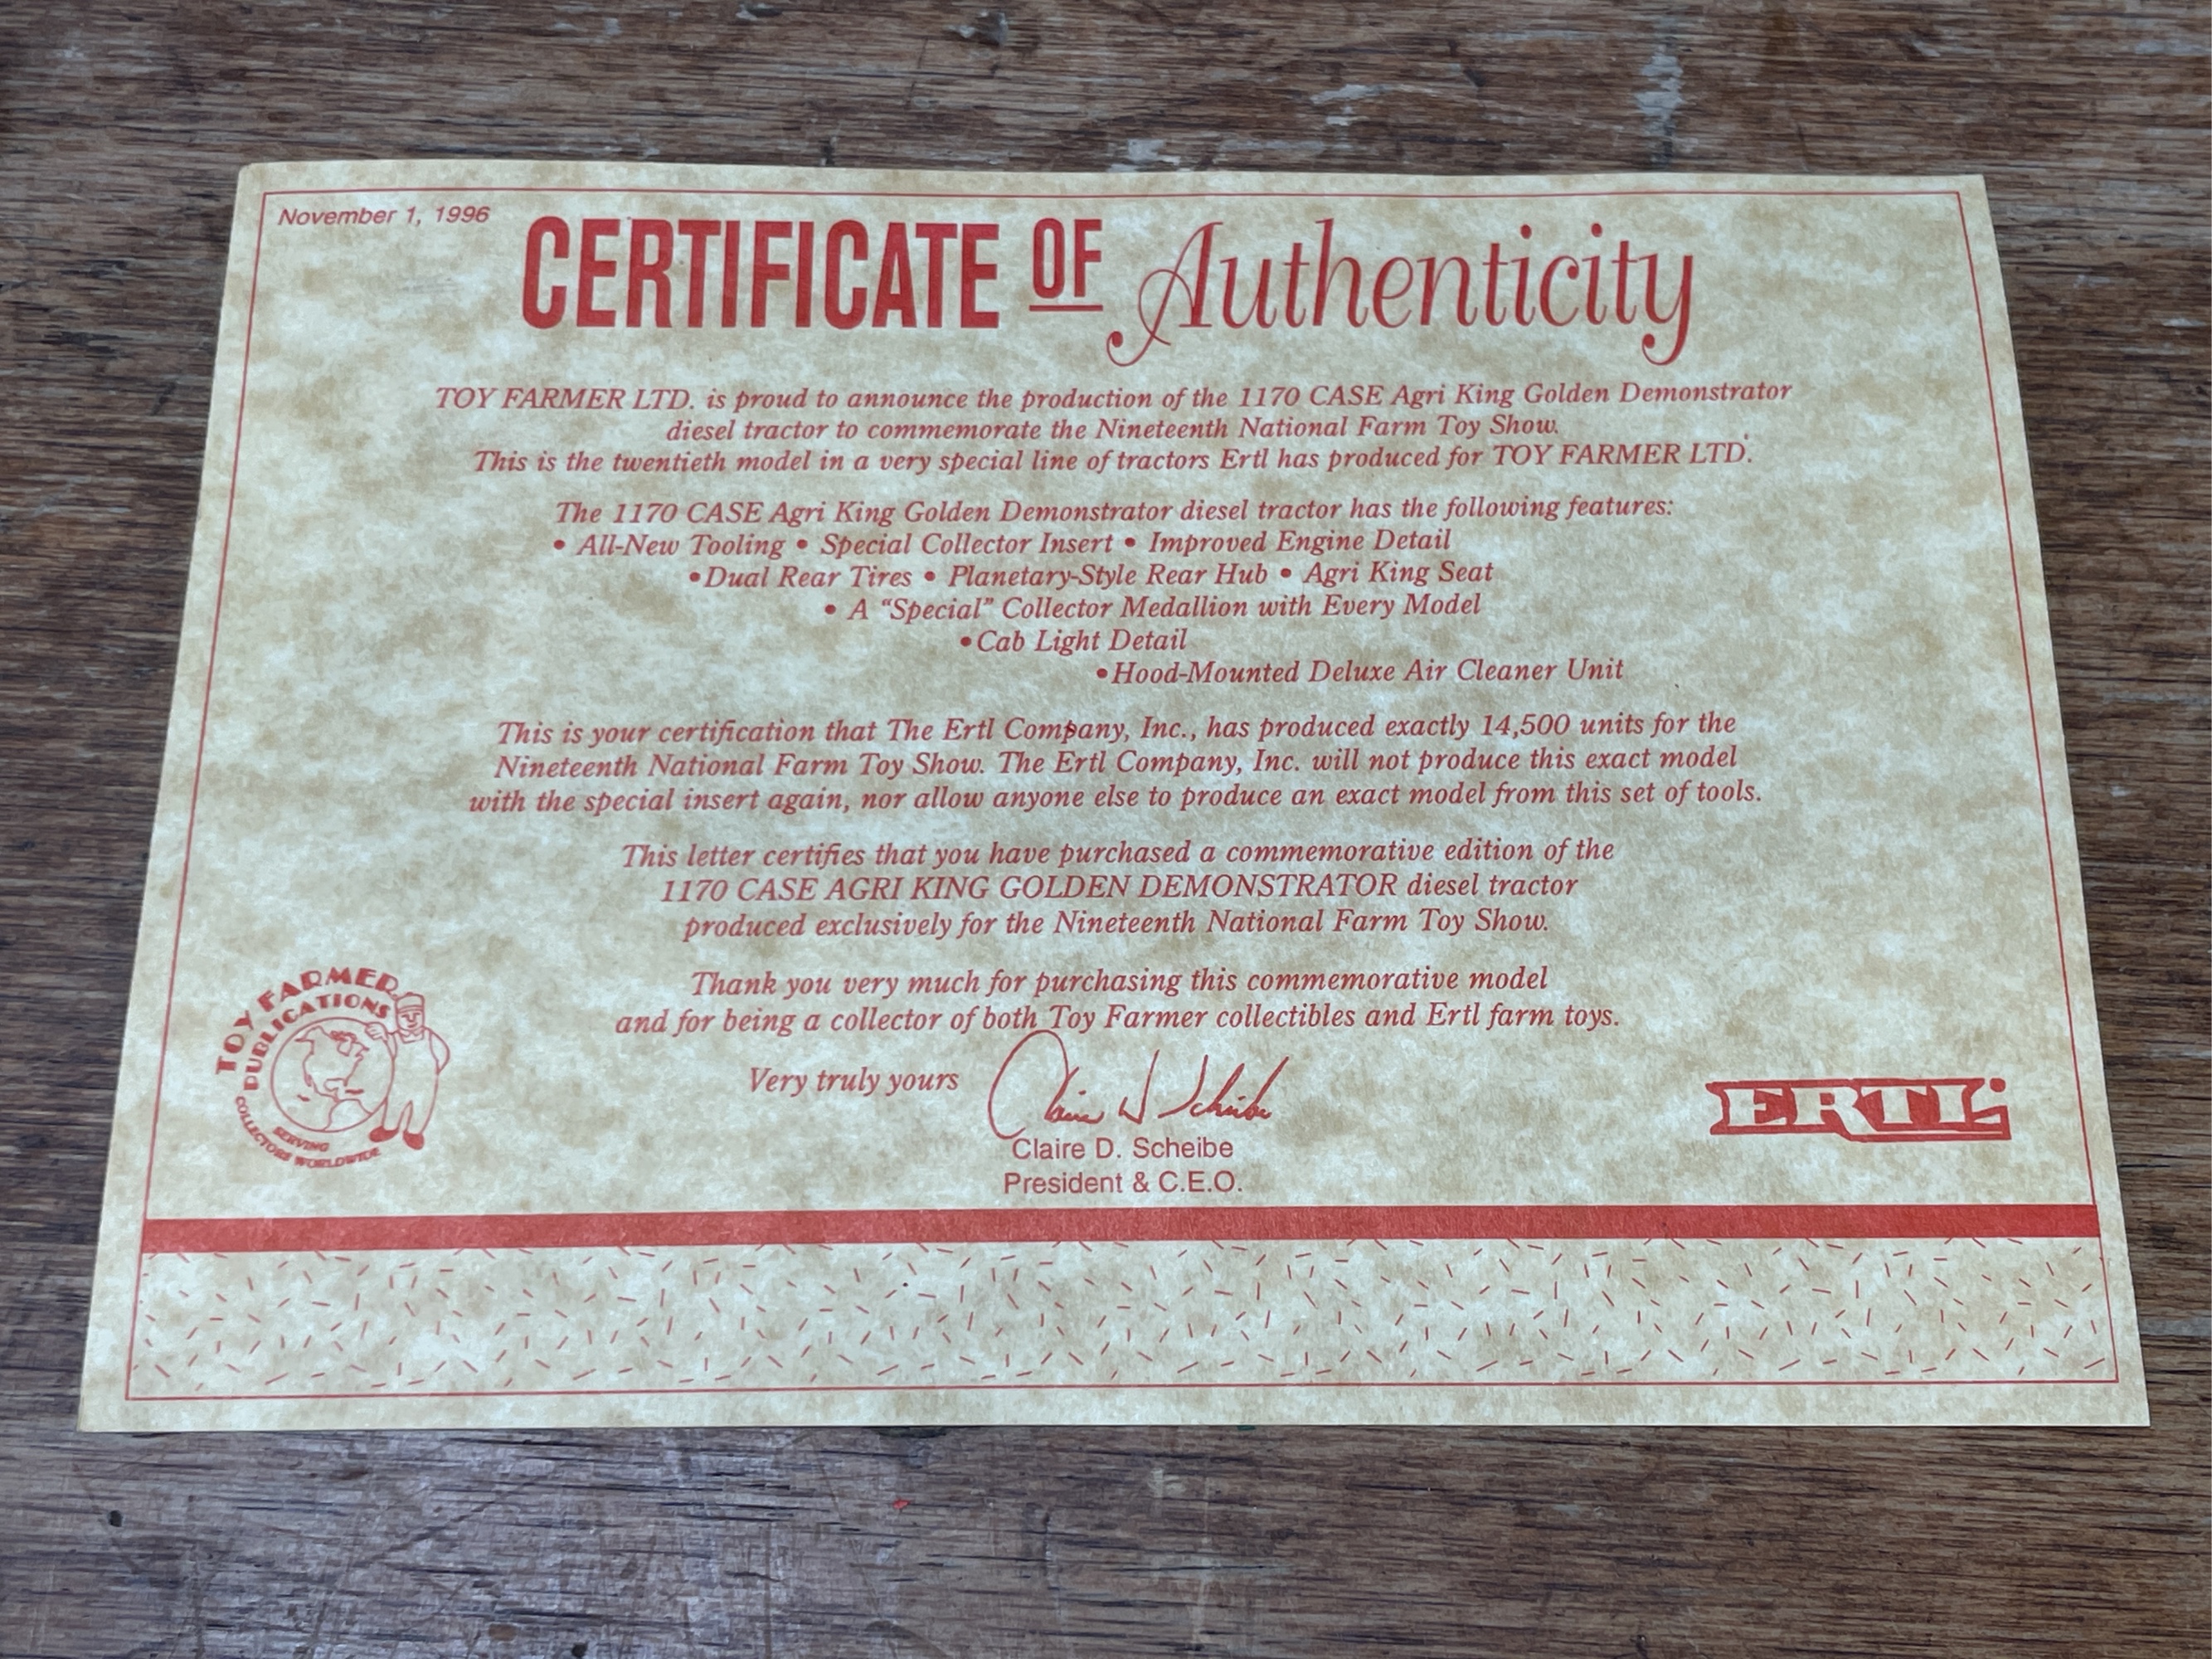 November 1, 1996
CERTIFICATE OF Authenticity
TOY FARMER LTD. is proud to announce the production of the 1170 CASE Agri King Golden Demonstrator
diesel tractor to commemorate the Nineteenth National Farm Toy Show.
This is the twentieth model in a very special line of tractors Ertl has produced for TOY FARMER LTD.
The 1170 CASE Agri King Golden Demonstrator diesel tractor has the following features:
• All-New Tooling • Special Collector Insert • Improved Engine Detail
• Dual Rear Tires • Planetary-Style Rear Hub • Agri King Seat
• A “Special” Collector Medallion with Every Model
• Cab Light Detail
• Hood-Mounted Deluxe Air Cleaner Unit
This is your certification that The Ertl Company, Inc., has produced exactly 14,500 units for the
Nineteenth National Farm Toy Show. The Ertl Company, Inc. will not produce this exact model
with the special insert again, nor allow anyone else to produce an exact model from this set of tools.
This letter certifies that you have purchased a commemorative edition of the
1170 CASE AGRI KING GOLDEN DEMONSTRATOR diesel tractor
produced exclusively for the Nineteenth National Farm Toy Show.
Thank you very much for purchasing this commemorative model
and for being a collector of both Toy Farmer collectibles and Ertl farm toys.
Very truly yours
Claire D. Scheibe
Claire D. Scheibe
President & C.E.O.
TOY FARMER
PUBLICATIONS
SERVING
COLLECTORS WORLDWIDE
ERTL